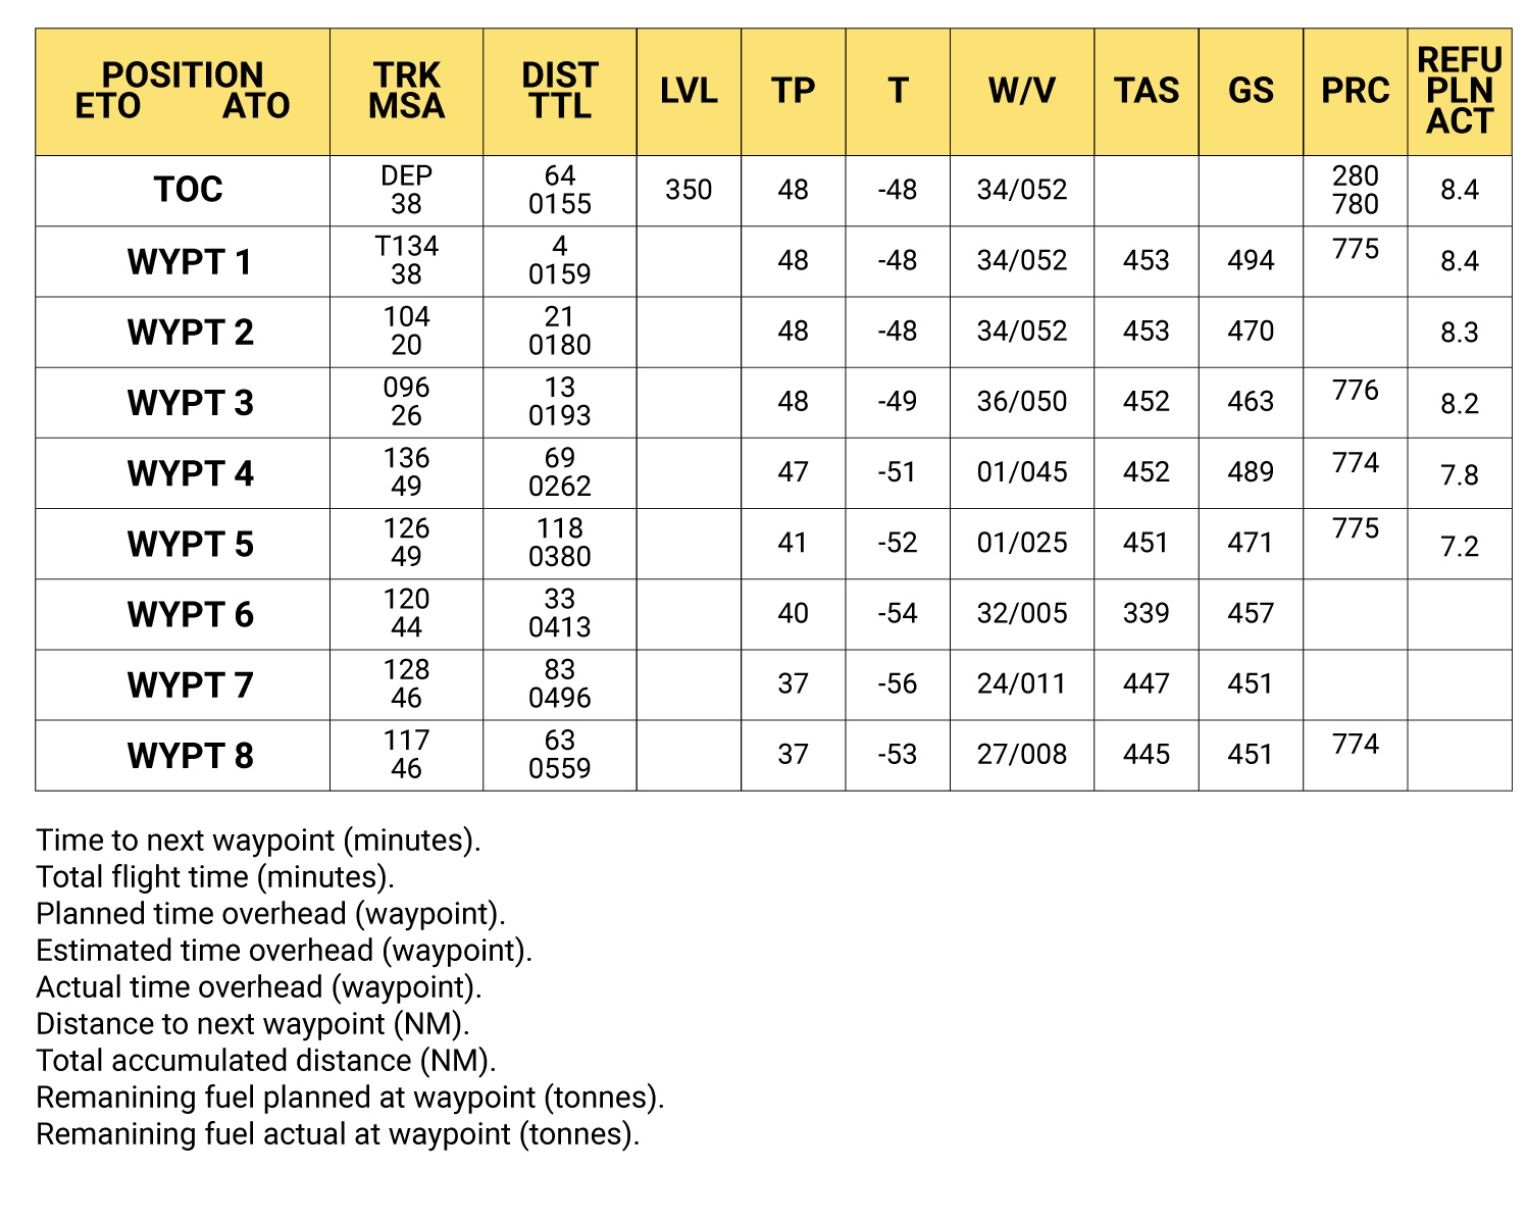 POSITION TRK DIST LVL TP T W/V TAS GS PRC REFU
ETO ATO MSA TTL PLN
ACT
TOC DEP 64 350 48 -48 34/052 280 8.4
38 0155 780
WYPT 1 T134 4 48 -48 34/052 453 494 775 8.4
38 0159
WYPT 2 104 21 48 -48 34/052 453 470 8.3
20 0180
WYPT 3 096 13 48 -49 36/050 452 463 776 8.2
26 0193
WYPT 4 136 69 47 -51 01/045 452 489 774 7.8
49 0262
WYPT 5 126 118 41 -52 01/025 451 471 775 7.2
49 0380
WYPT 6 120 33 40 -54 32/005 339 457
44 0413
WYPT 7 128 83 37 -56 24/011 447 451
46 0496
WYPT 8 117 63 37 -53 27/008 445 451 774
46 0559
Time to next waypoint (minutes).
Total flight time (minutes).
Planned time overhead (waypoint).
Estimated time overhead (waypoint).
Actual time overhead (waypoint).
Distance to next waypoint (NM).
Total accumulated distance (NM).
Remanining fuel planned at waypoint (tonnes).
Remanining fuel actual at waypoint (tonnes).